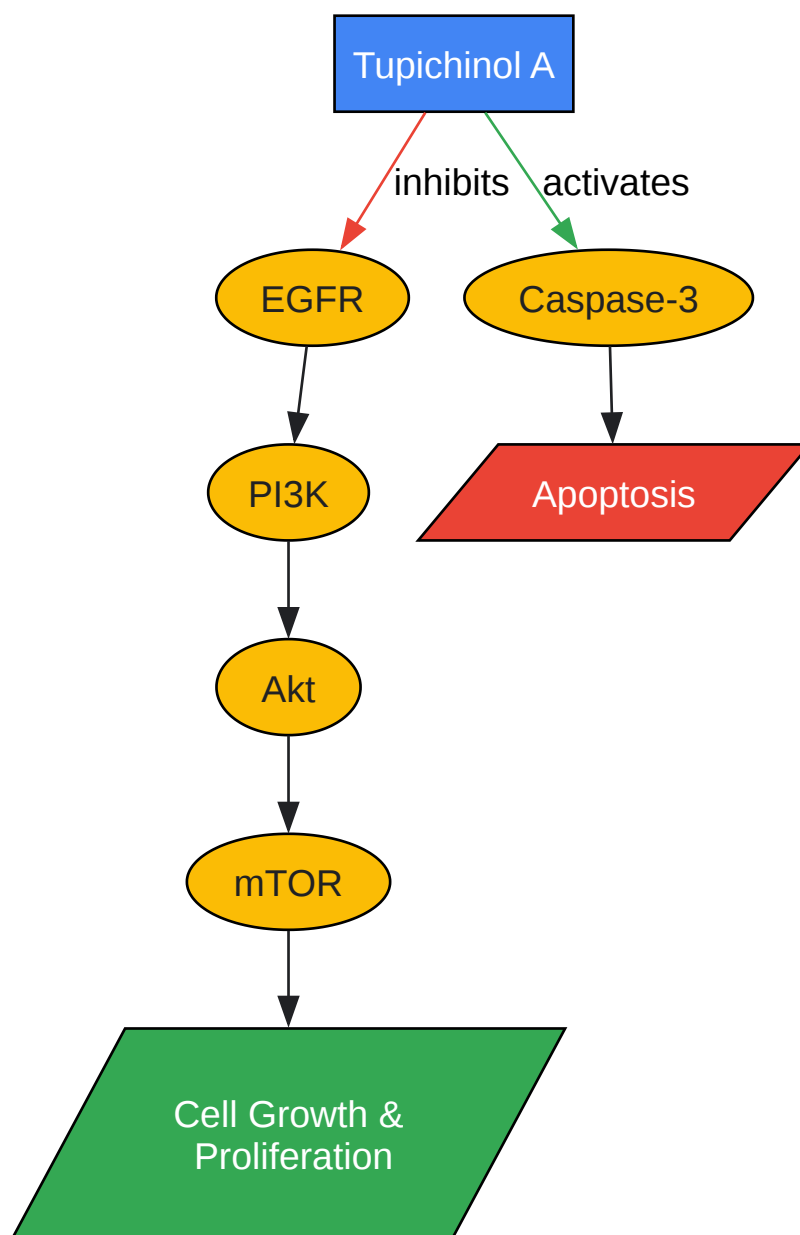 Tupichinol A
inhibits
activates
EGFR
Caspase-3
PI3K
Apoptosis
Akt
mTOR
Cell Growth &
Proliferation